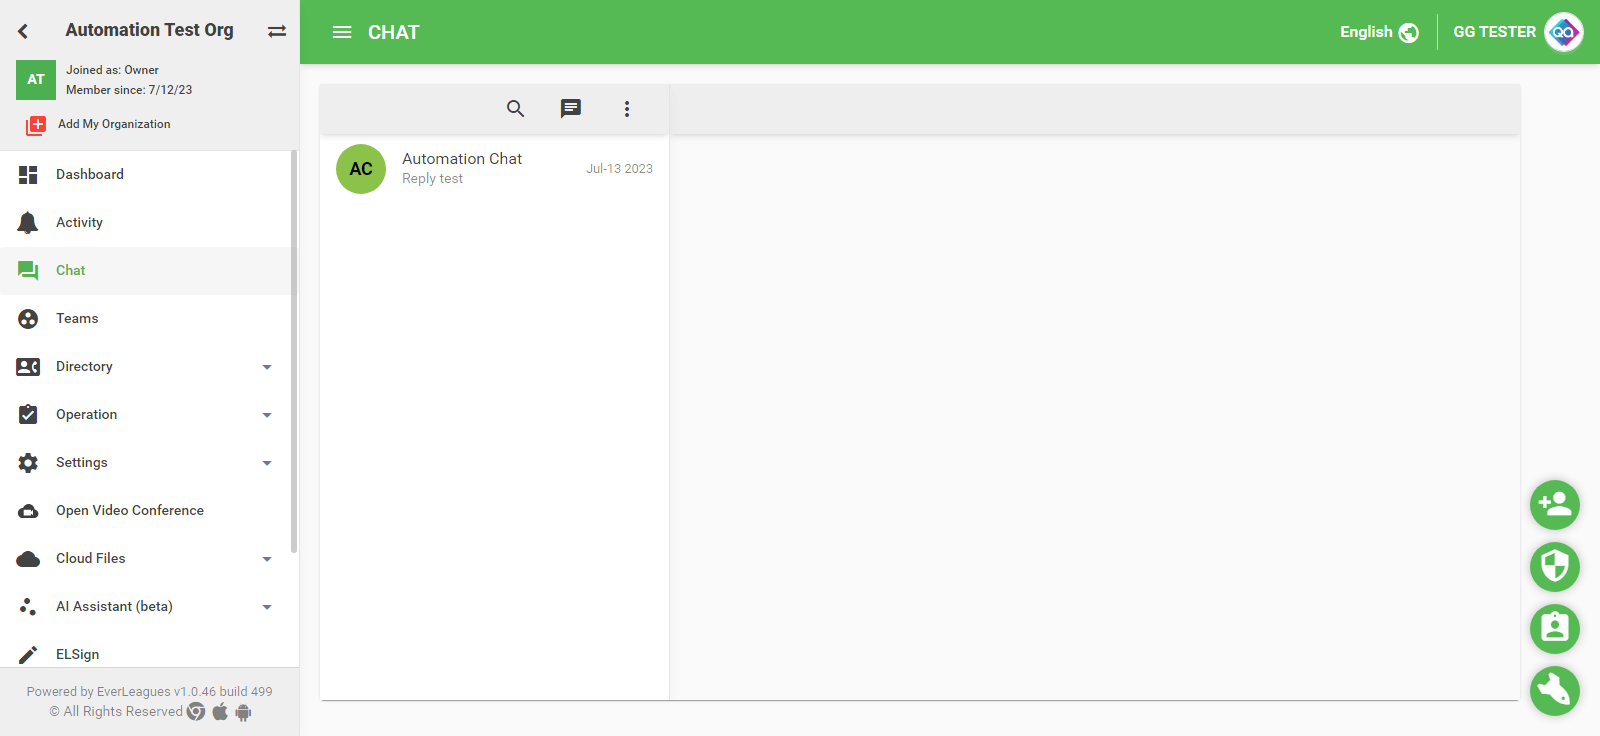 Automation Test Org
AT
Joined as: Owner
Member since: 7/12/23
Add My Organization
Dashboard
Activity
Chat
Teams
Directory
Operation
Settings
Open Video Conference
Cloud Files
AI Assistant (beta)
ELSign
Powered by EverLeagues v1.0.46 build 499
© All Rights Reserved
CHAT
English
GG TESTER
QA
AC
Automation Chat
Reply test
Jul-13 2023